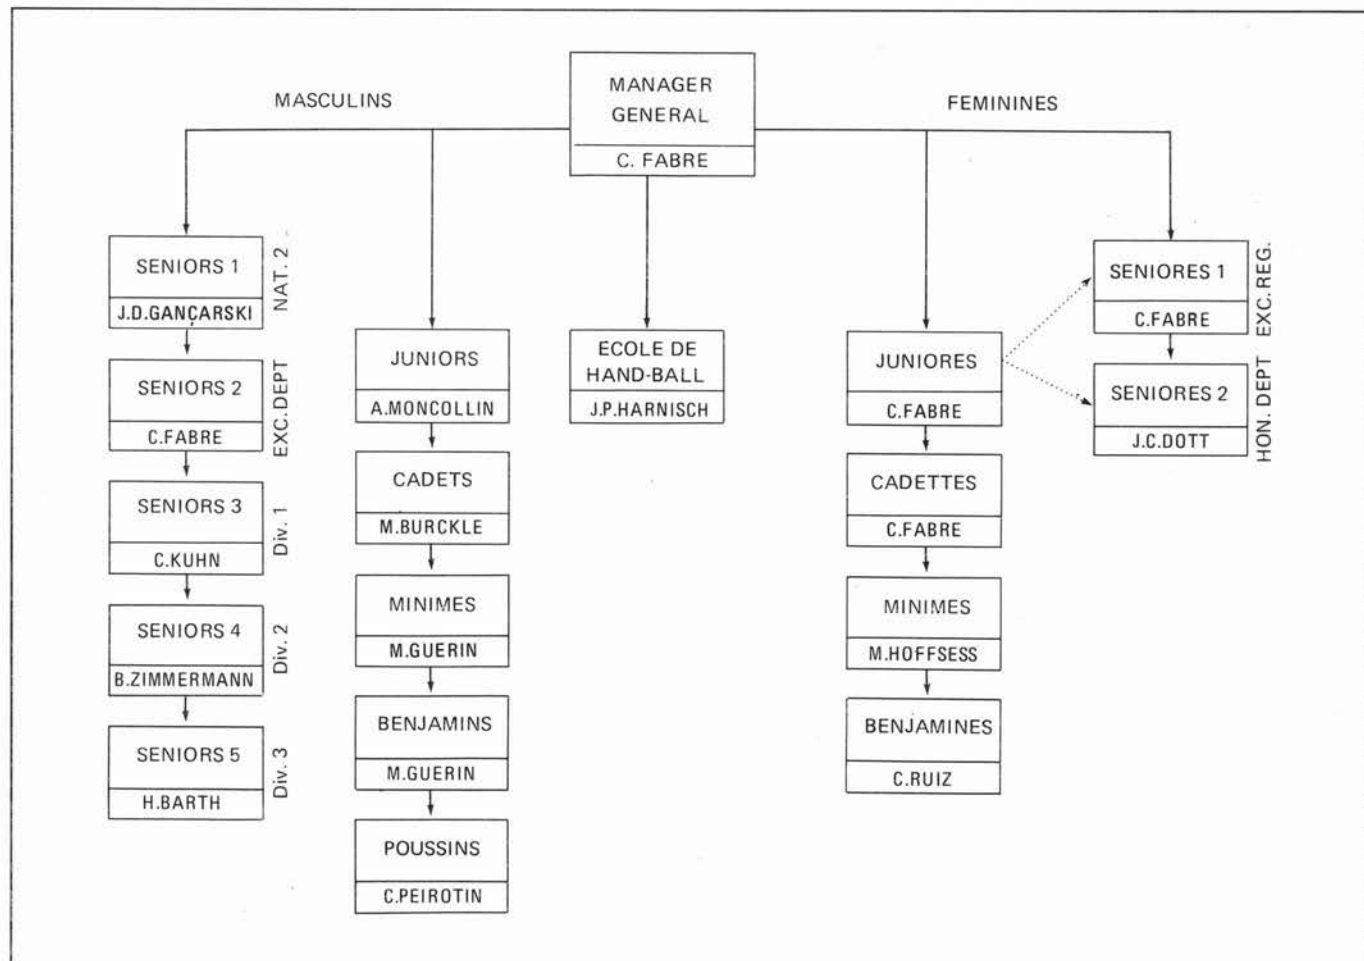 MASCULINS
MANAGER
GENERAL
C. FABRE
FEMININES
SENIORS 1
J.D.GANÇARSKI
NAT. 2
SENIORS 2
C.FABRE
EXC.DEPT
SENIORS 3
C.KUHN
Div. 1
SENIORS 4
B.ZIMMERMANN
Div. 2
SENIORS 5
H.BARTH
Div. 3
JUNIORS
A.MONCOLLIN
CADETS
M.BURCKLE
MINIMES
M.GUERIN
BENJAMINS
M.GUERIN
POUSSINS
C.PEIROTIN
ECOLE DE
HAND-BALL
J.P.HARNISCH
JUNIORES
C.FABRE
CADETTES
C.FABRE
MINIMES
M.HOFFSESS
BENJAMINES
C.RUIZ
SENIORES 1
C.FABRE
EXC.REG.
SENIORES 2
J.C.DOTT
HON. DEPT